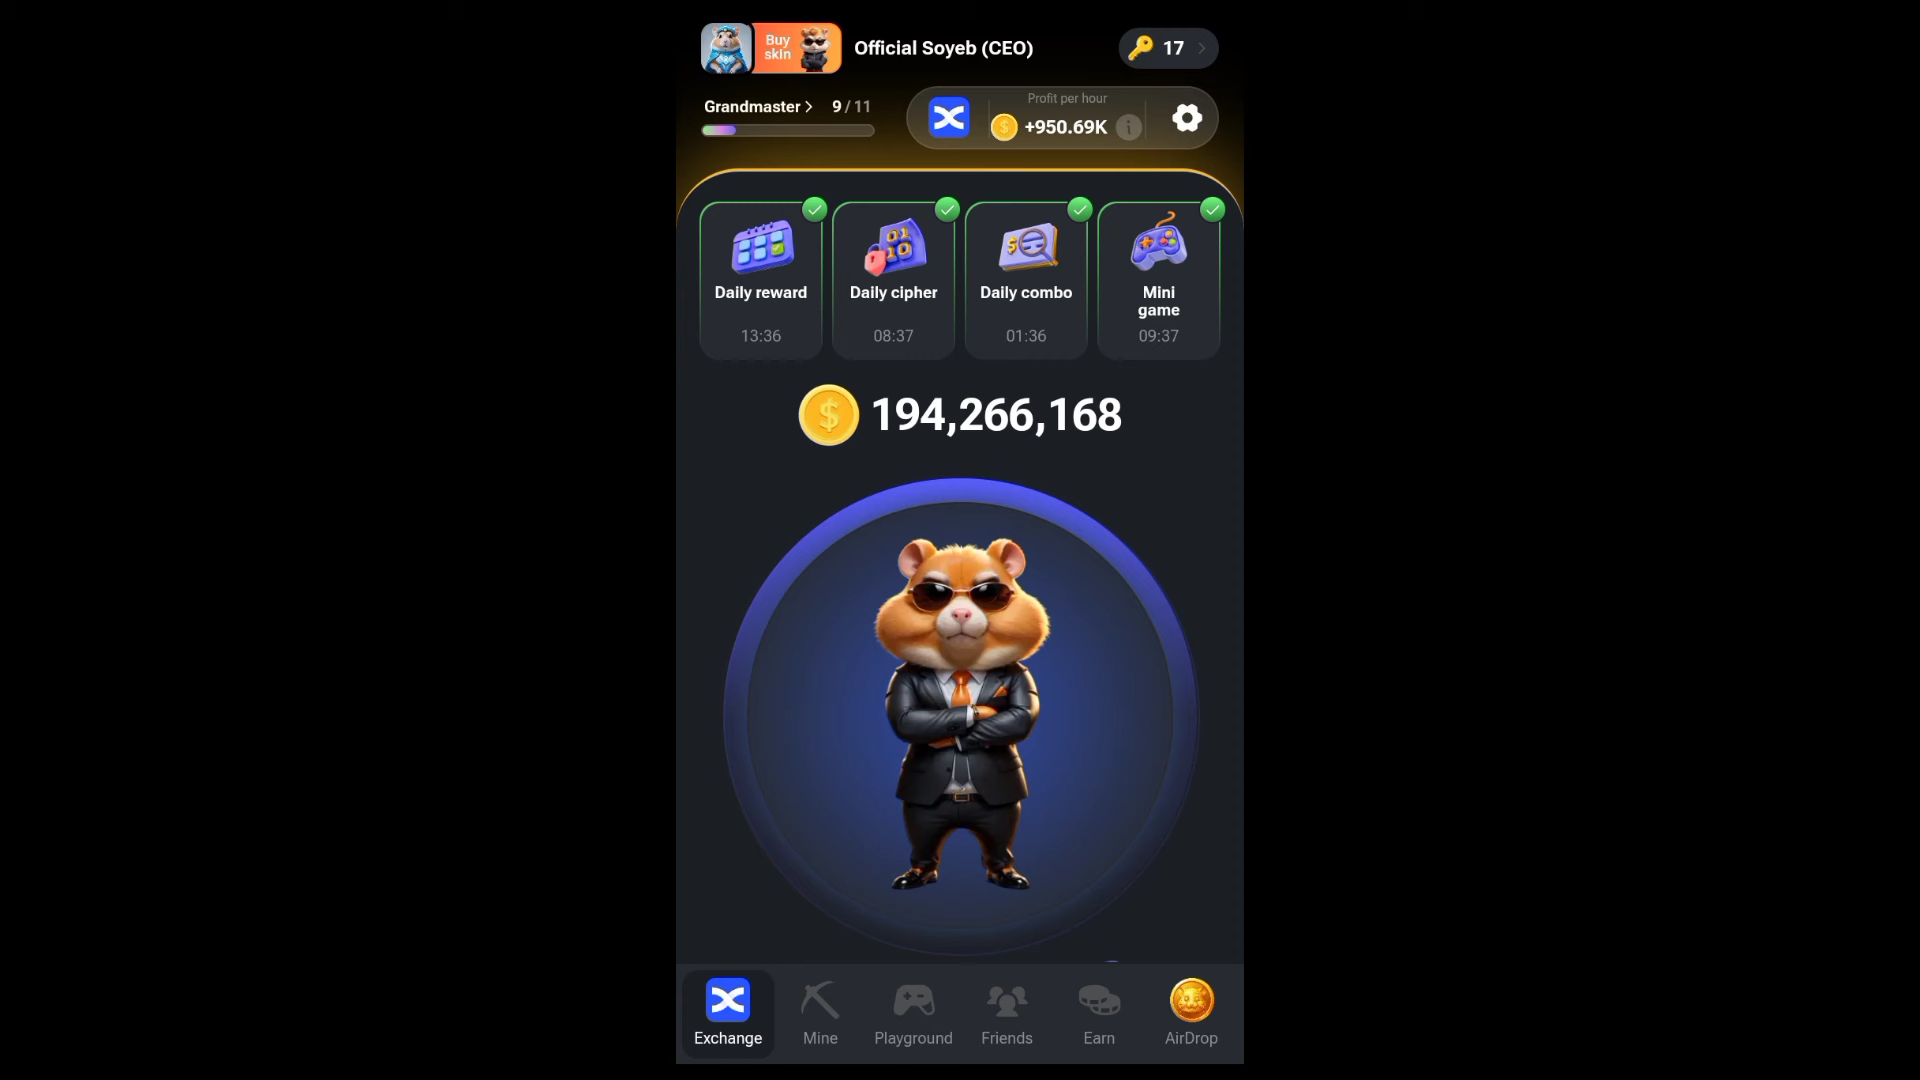 Buy
skin
Official Soyeb (CEO)
17
Grandmaster
9 / 11
Profit per hour
+950.69K
Daily reward
13:36
Daily cipher
08:37
Daily combo
01:36
Mini
game
09:37
194,266,168
Exchange
Mine
Playground
Friends
Earn
AirDrop